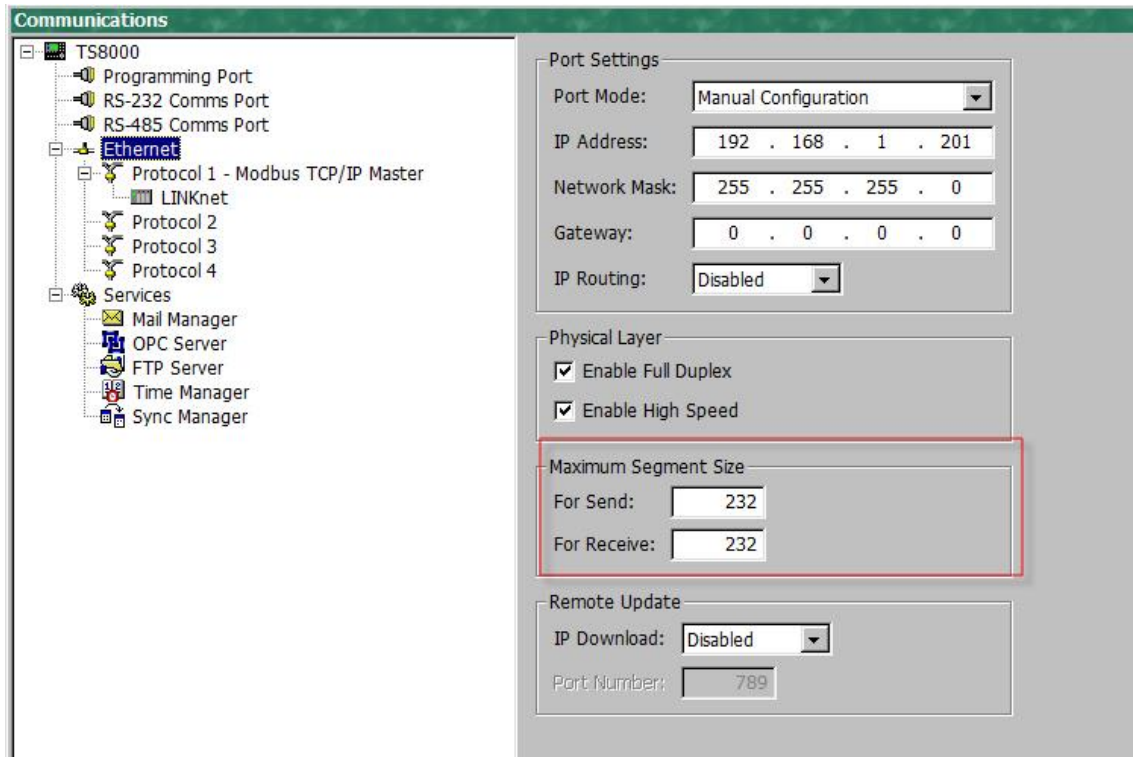 Communications
TS8000
Programming Port
RS-232 Comms Port
RS-485 Comms Port
Ethernet
Protocol 1 - Modbus TCP/IP Master
LINKnet
Protocol 2
Protocol 3
Protocol 4
Services
Mail Manager
OPC Server
FTP Server
Time Manager
Sync Manager
Port Settings
Port Mode: Manual Configuration
IP Address: 192 . 168 . 1 . 201
Network Mask: 255 . 255 . 255 . 0
Gateway: 0 . 0 . 0 . 0
IP Routing: Disabled
Physical Layer
Enable Full Duplex
Enable High Speed
Maximum Segment Size
For Send: 232
For Receive: 232
Remote Update
IP Download: Disabled
Port Number: 789